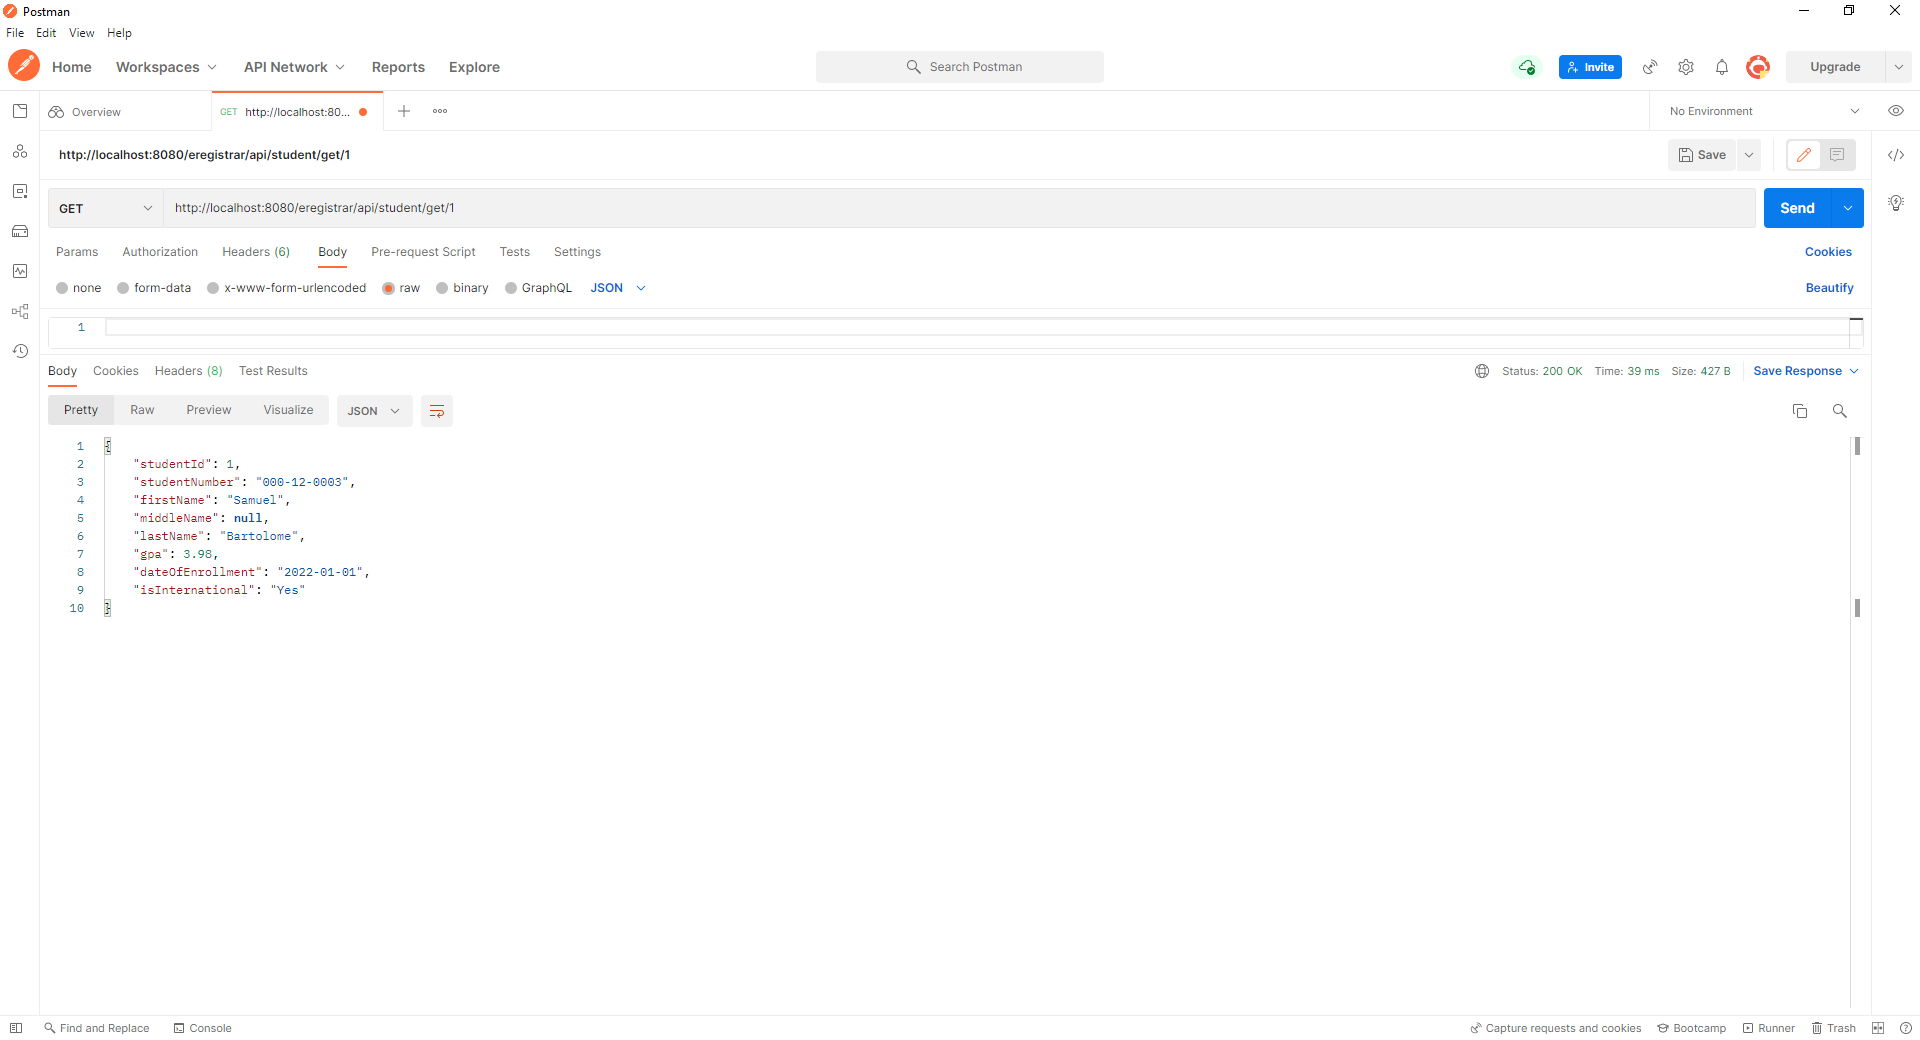 Postman
File Edit View Help
Home Workspaces API Network Reports Explore Search Postman Invite Upgrade
Overview GET http://localhost:80... No Environment
http://localhost:8080/eregistrar/api/student/get/1 Save
GET http://localhost:8080/eregistrar/api/student/get/1 Send
Params Authorization Headers (6) Body Pre-request Script Tests Settings Cookies
none form-data x-www-form-urlencoded raw binary GraphQL JSON Beautify
1
Body Cookies Headers (8) Test Results Status: 200 OK Time: 39 ms Size: 427 B Save Response
Pretty Raw Preview Visualize JSON
1 {
2 "studentId": 1,
3 "studentNumber": "000-12-0003",
4 "firstName": "Samuel",
5 "middleName": null,
6 "lastName": "Bartolome",
7 "gpa": 3.98,
8 "dateOfEnrollment": "2022-01-01",
9 "isInternational": "Yes"
10 }
Find and Replace Console Capture requests and cookies Bootcamp Runner Trash